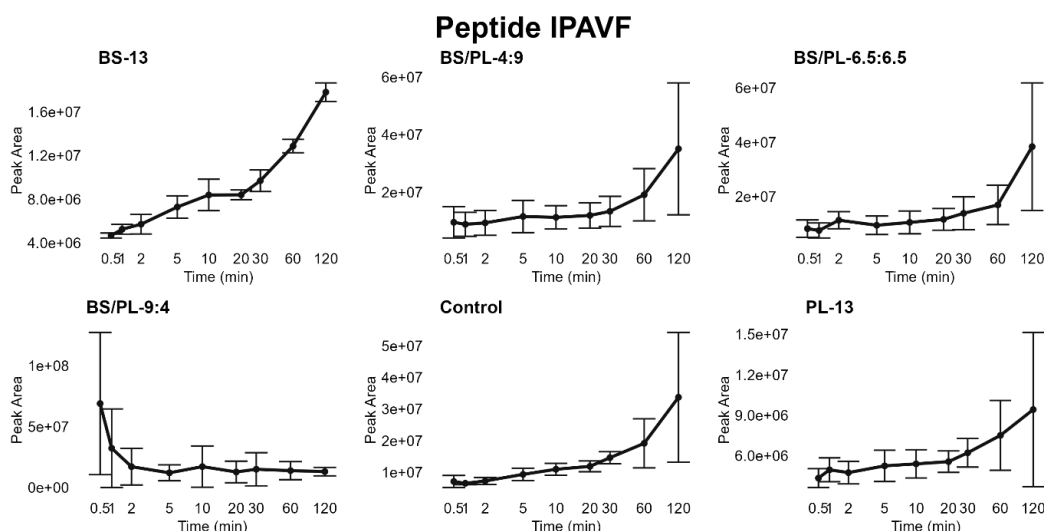 Peptide IPAVF
BS-13
Peak Area
1.6e+07
1.2e+07
8.0e+06
4.0e+06
0.51 2 5 10 20 30 60 120
Time (min)
BS/PL-4:9
Peak Area
6e+07
4e+07
2e+07
0.51 2 5 10 20 30 60 120
Time (min)
BS/PL-6.5:6.5
Peak Area
6e+07
4e+07
2e+07
0.51 2 5 10 20 30 60 120
Time (min)
BS/PL-9:4
Peak Area
1e+08
5e+07
0e+00
0.51 2 5 10 20 30 60 120
Time (min)
Control
Peak Area
5e+07
4e+07
3e+07
2e+07
1e+07
0.51 2 5 10 20 30 60 120
Time (min)
PL-13
Peak Area
1.5e+07
1.2e+07
9.0e+06
6.0e+06
0.51 2 5 10 20 30 60 120
Time (min)